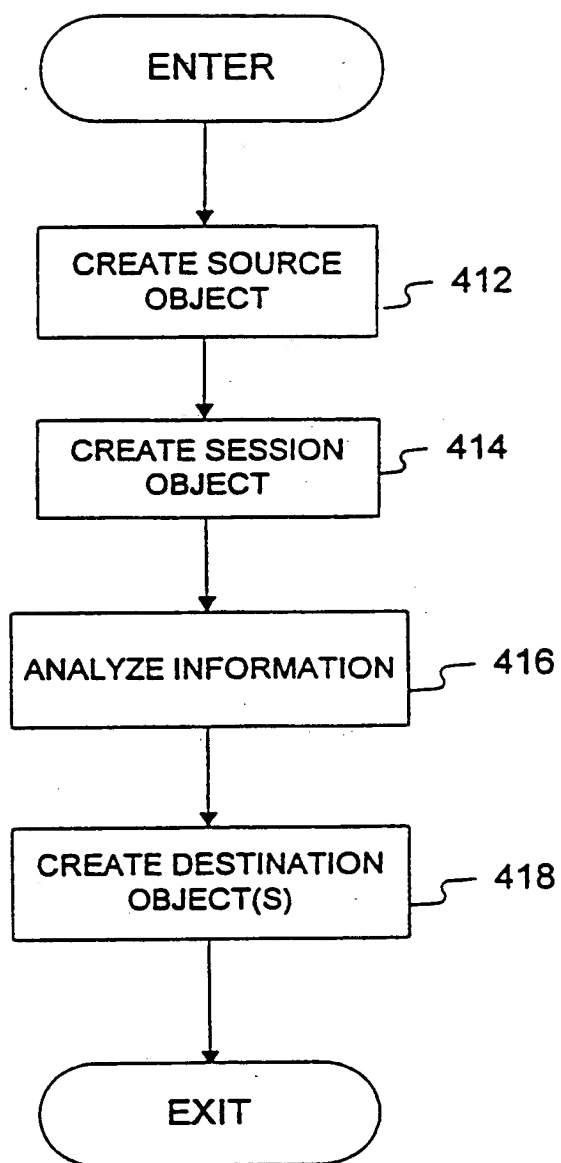 ENTER
CREATE SOURCE
OBJECT
412
CREATE SESSION
OBJECT
414
ANALYZE INFORMATION
416
CREATE DESTINATION
OBJECT(S)
418
EXIT